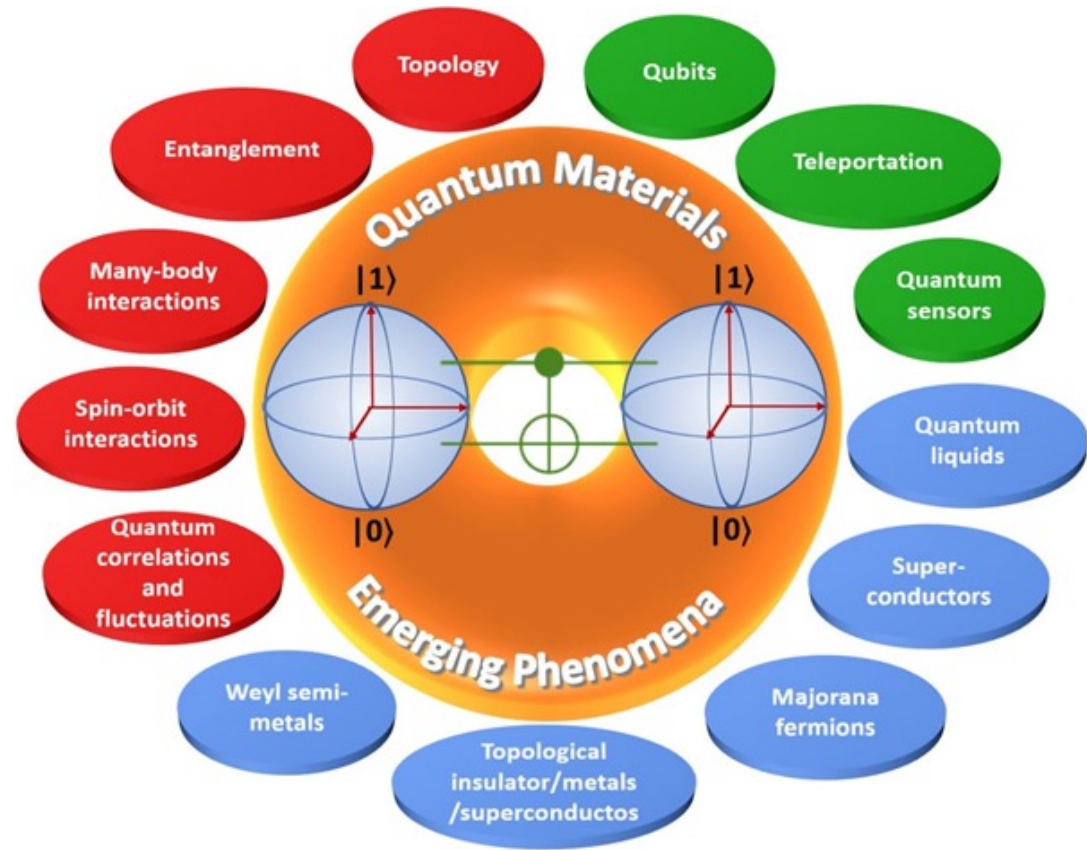 Topology
Qubits
Entanglement
Teleportation
Quantum Materials
Many-body
interactions
|1⟩
|1⟩
Quantum
sensors
Spin-orbit
interactions
Quantum
liquids
Quantum
correlations
and
fluctuations
|0⟩
|0⟩
Super-
conductors
Emerging Phenomena
Weyl semi-
metals
Majorana
fermions
Topological
insulator/metals
/superconductos